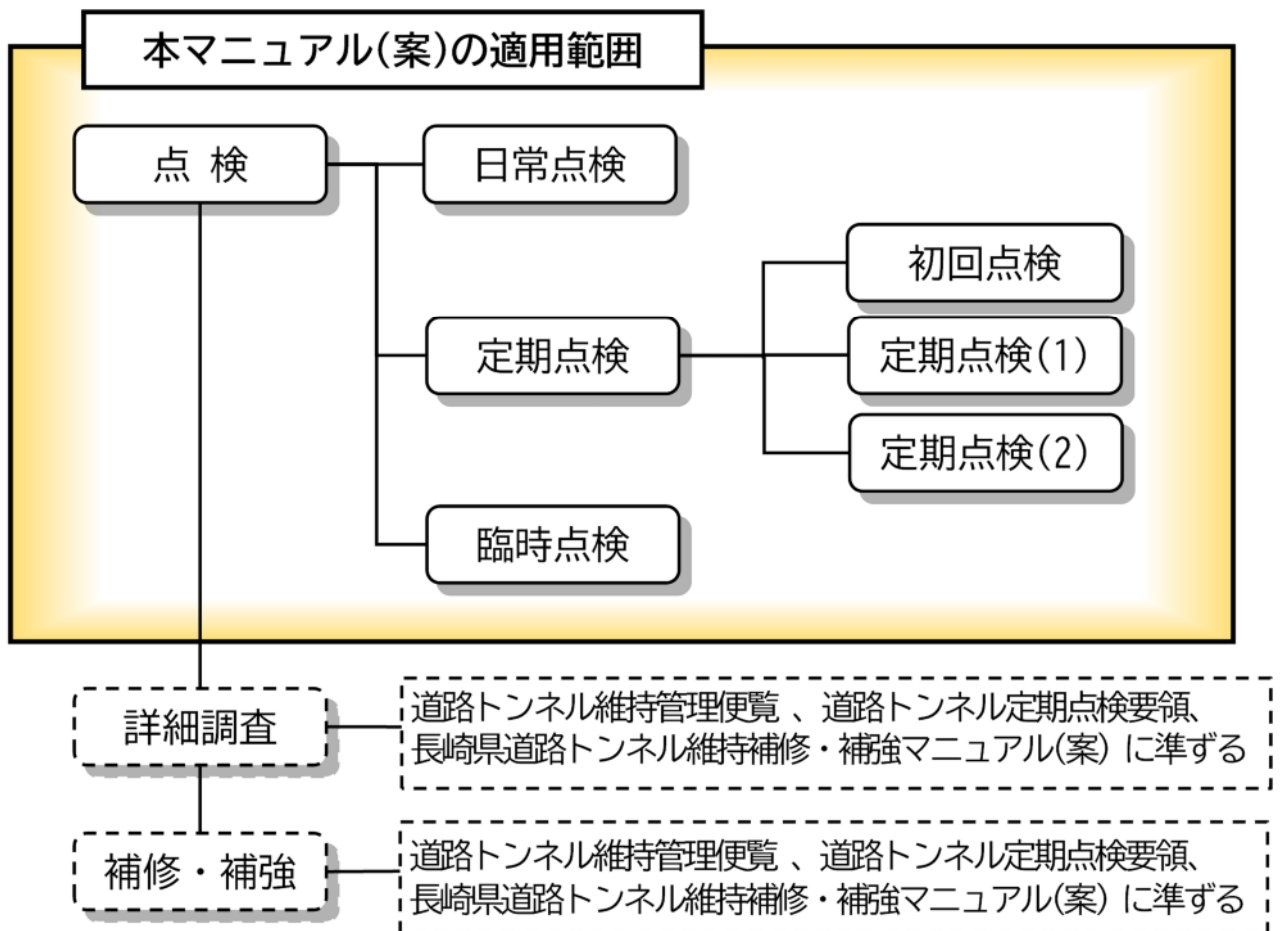 本マニュアル(案)の適用範囲
点 検
日常点検
初回点検
定期点検
定期点検(1)
定期点検(2)
臨時点検
詳細調査
道路トンネル維持管理便覧 、道路トンネル定期点検要領、
長崎県道路トンネル維持補修・補強マニュアル(案) に準ずる
補修・補強
道路トンネル維持管理便覧 、道路トンネル定期点検要領、
長崎県道路トンネル維持補修・補強マニュアル(案) に準ずる